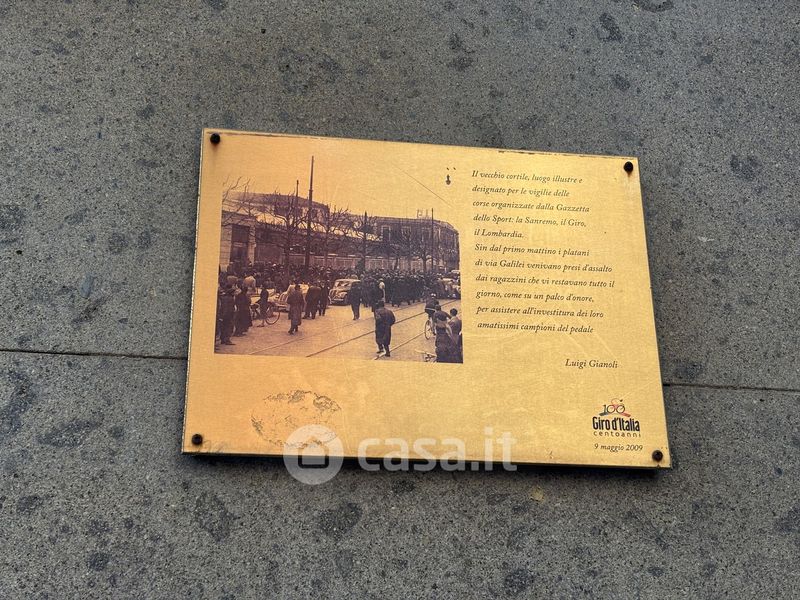 Il vecchio cortile, luogo illustre e
designato per le vigilie delle
corse organizzate dalla Gazzetta
dello Sport: la Sanremo, il Giro,
il Lombardia.
Sin dal primo mattino i platani
di via Galilei venivano presi d'assalto
dai ragazzini che vi restavano tutto il
giorno, come su un palco d'onore,
per assistere all'investitura dei loro
amatissimi campioni del pedale
Luigi Gianoli
100
Giro d'Italia
centoanni
9 maggio 2009
casa.it